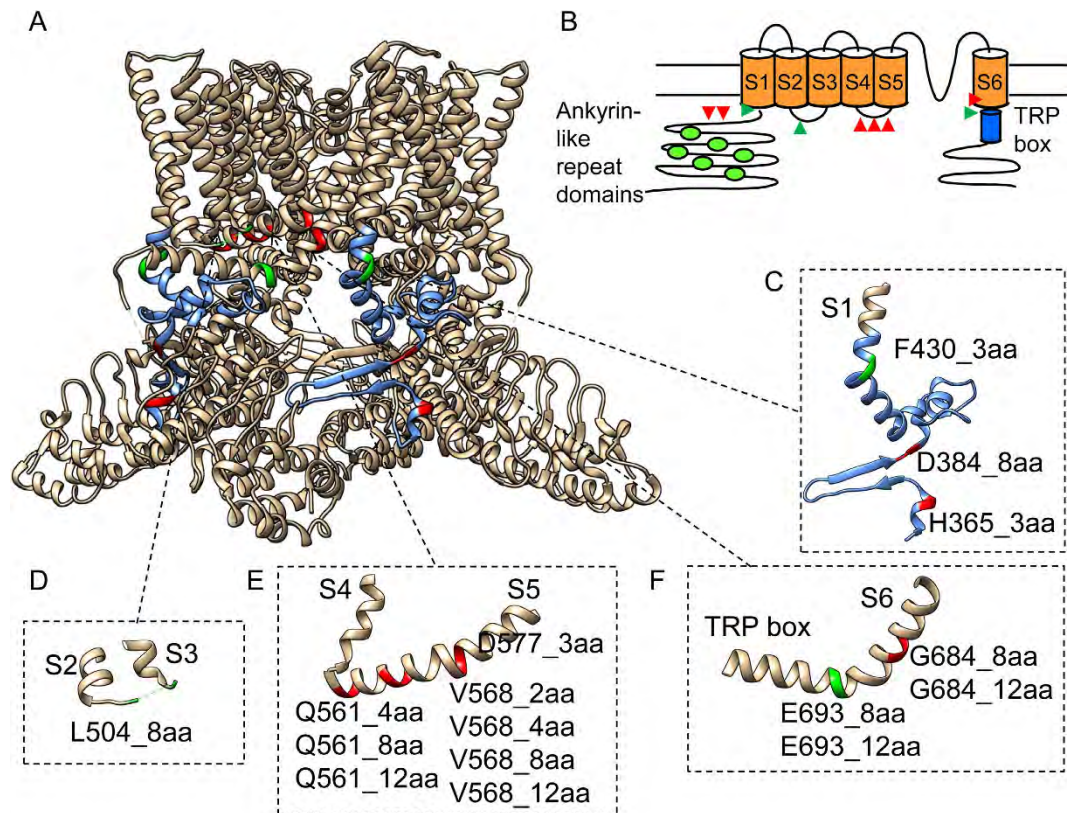 A
B
S1
S2
S3
S4
S5
S6
Ankyrin-
like
repeat
domains
TRP
box
C
S1
F430_3aa
D384_8aa
H365_3aa
D
S2
S3
L504_8aa
E
S4
S5
D577_3aa
Q561_4aa
Q561_8aa
Q561_12aa
V568_2aa
V568_4aa
V568_8aa
V568_12aa
F
S6
TRP box
G684_8aa
G684_12aa
E693_8aa
E693_12aa